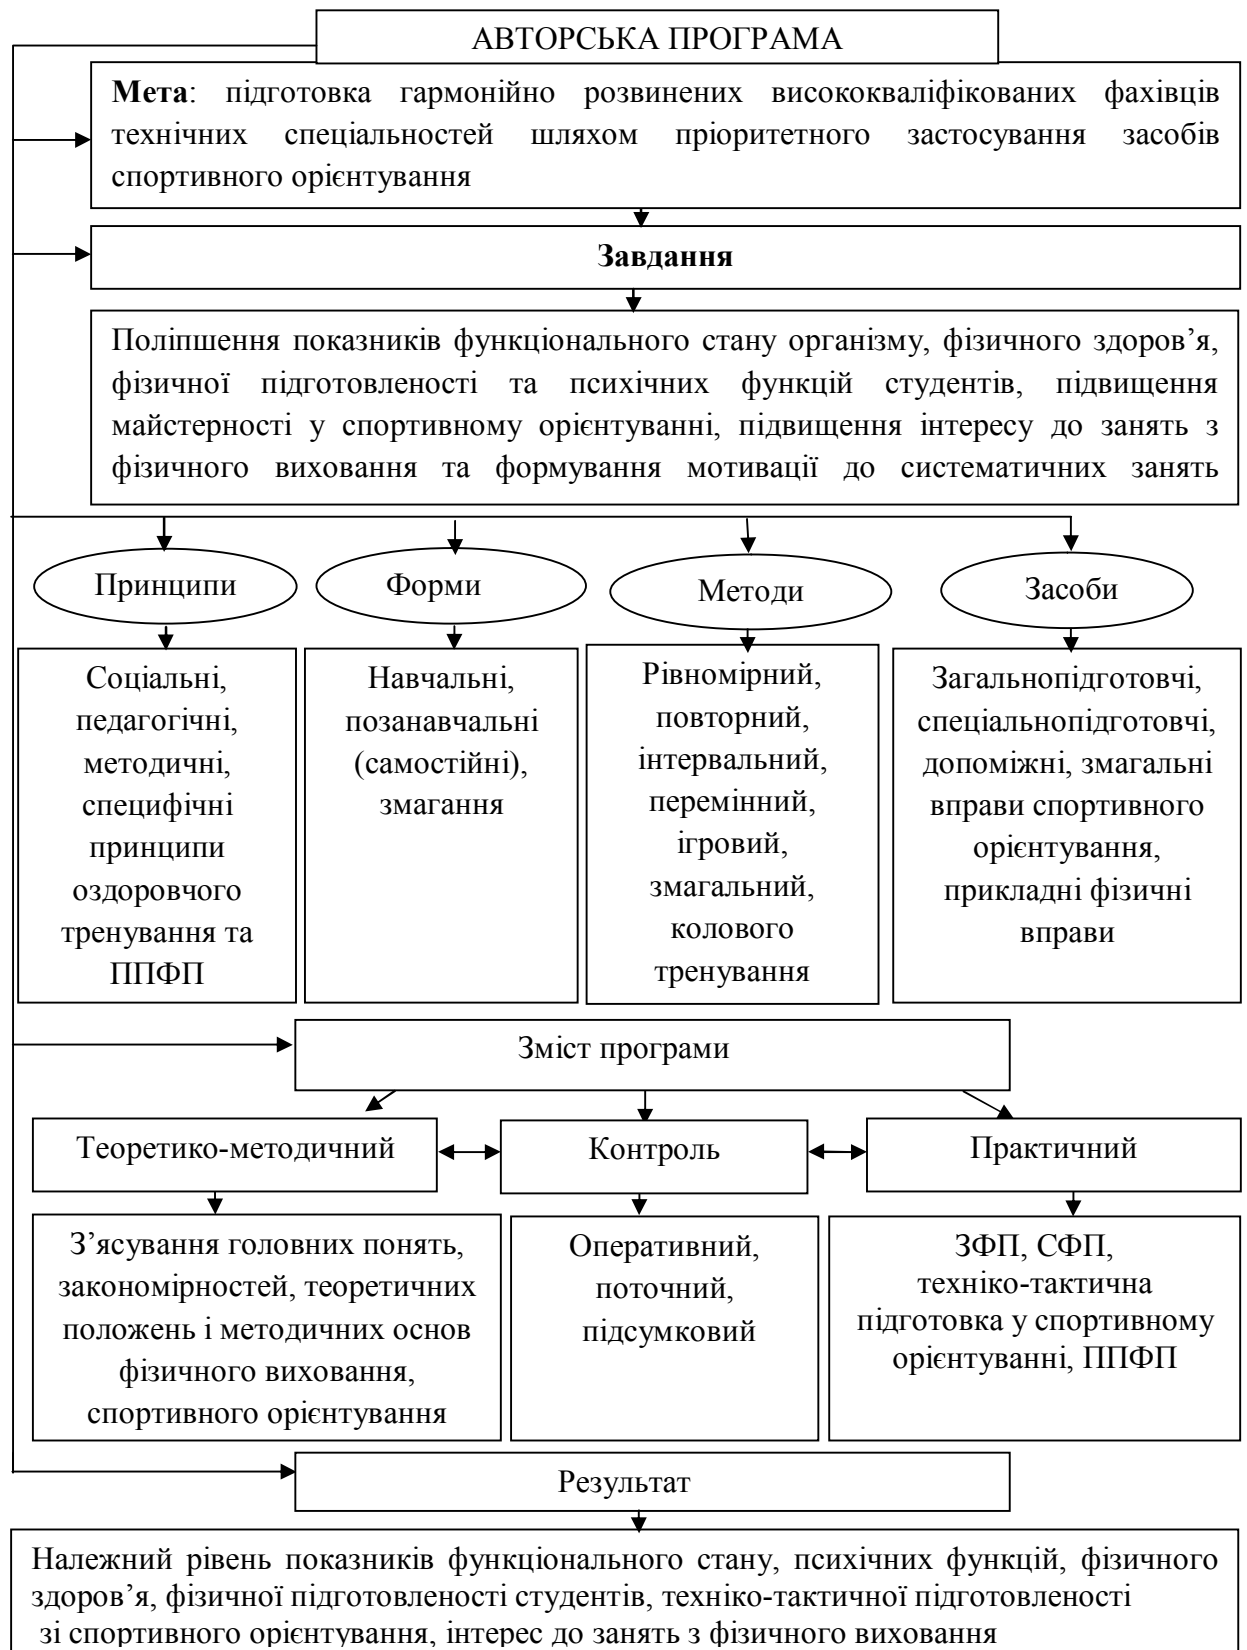 АВТОРСЬКА ПРОГРАМА
Мета: підготовка гармонійно розвинених висококваліфікованих фахівців
технічних спеціальностей шляхом пріоритетного застосування засобів
спортивного орієнтування
Завдання
Поліпшення показників функціонального стану організму, фізичного здоров’я,
фізичної підготовленості та психічних функцій студентів, підвищення
майстерності у спортивному орієнтуванні, підвищення інтересу до занять з
фізичного виховання та формування мотивації до систематичних занять
Принципи
Форми
Методи
Засоби
Соціальні,
педагогічні,
методичні,
специфічні
принципи
оздоровчого
тренування та
ППФП
Навчальні,
позанавчальні
(самостійні),
змагання
Рівномірний,
повторний,
інтервальний,
перемінний,
ігровий,
змагальний,
колового
тренування
Загальнопідготовчі,
спеціальнопідготовчі,
допоміжні, змагальні
вправи спортивного
орієнтування,
прикладні фізичні
вправи
Зміст програми
Теоретико-методичний
Контроль
Практичний
З’ясування головних понять,
закономірностей, теоретичних
положень і методичних основ
фізичного виховання,
спортивного орієнтування
Оперативний,
поточний,
підсумковий
ЗФП, СФП,
техніко-тактична
підготовка у спортивному
орієнтуванні, ППФП
Результат
Належний рівень показників функціонального стану, психічних функцій, фізичного
здоров’я, фізичної підготовленості студентів, техніко-тактичної підготовленості
зі спортивного орієнтування, інтерес до занять з фізичного виховання